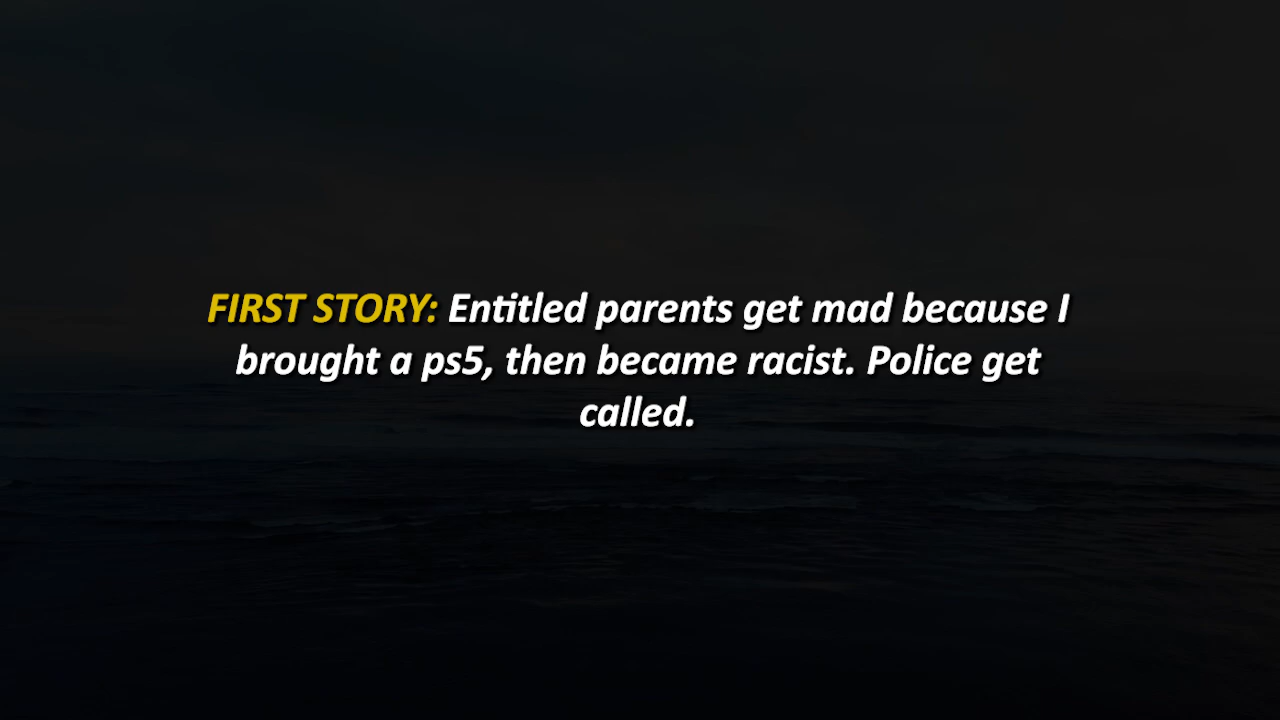 FIRST STORY: Entitled parents get mad because I
brought a ps5, then became racist. Police get
called.